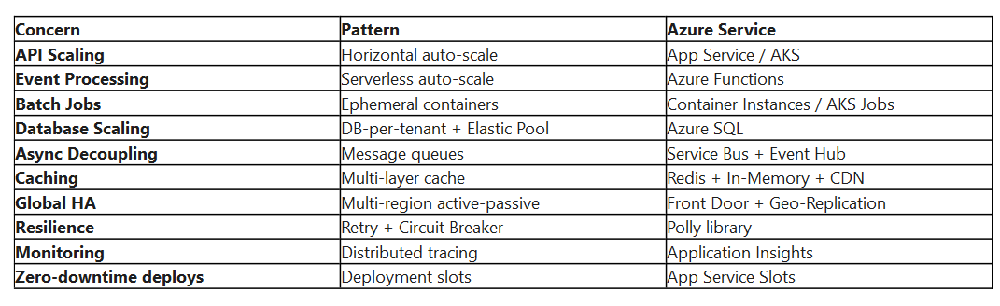 Concern Pattern Azure Service
API Scaling Horizontal auto-scale App Service / AKS
Event Processing Serverless auto-scale Azure Functions
Batch Jobs Ephemeral containers Container Instances / AKS Jobs
Database Scaling DB-per-tenant + Elastic Pool Azure SQL
Async Decoupling Message queues Service Bus + Event Hub
Caching Multi-layer cache Redis + In-Memory + CDN
Global HA Multi-region active-passive Front Door + Geo-Replication
Resilience Retry + Circuit Breaker Polly library
Monitoring Distributed tracing Application Insights
Zero-downtime deploys Deployment slots App Service Slots